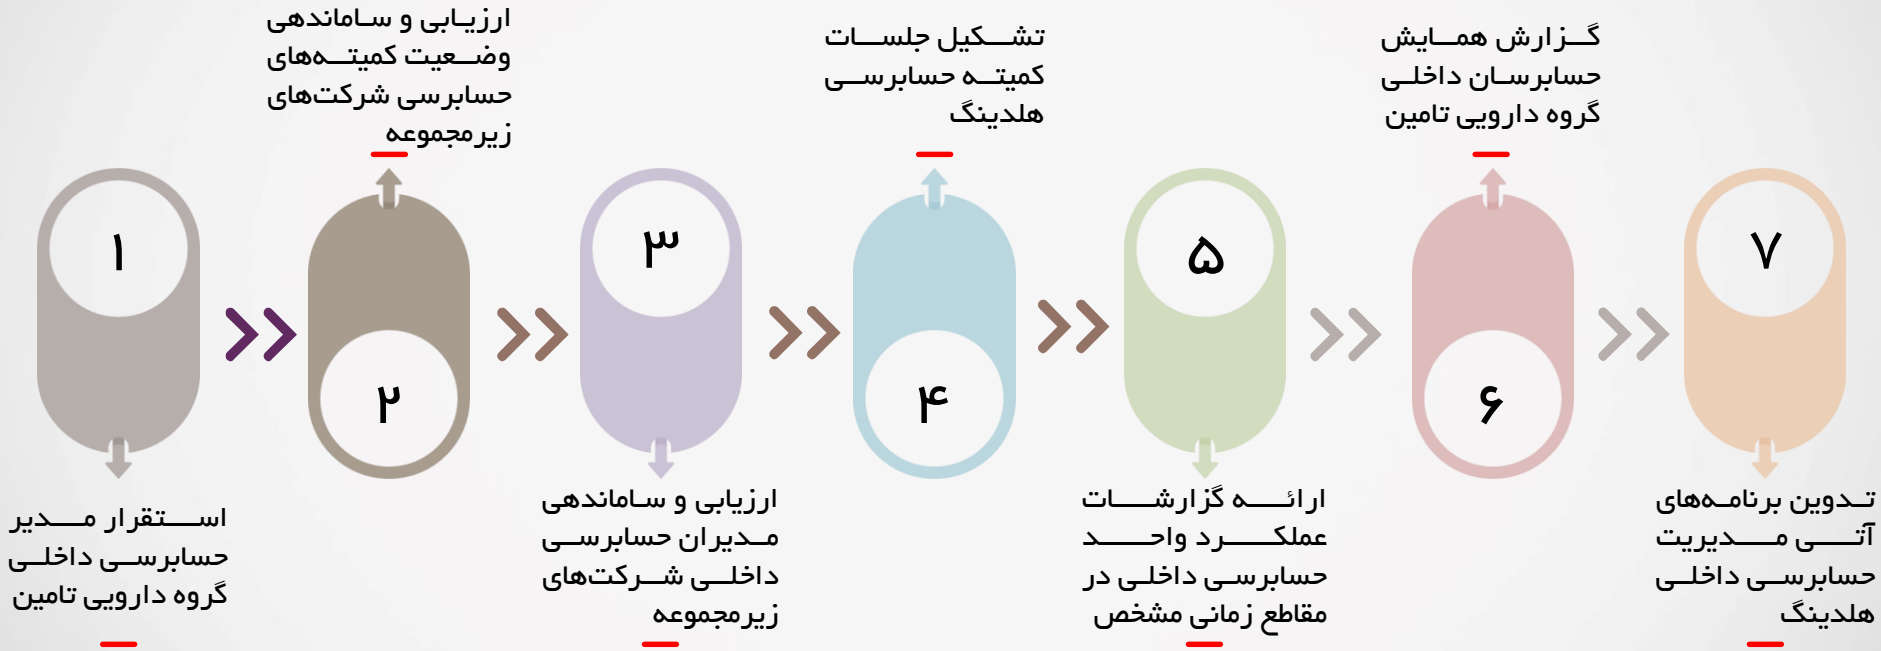 ۱
استقرار مدیر
حسابرسی داخلی
گروه دارویی تامین
ارزیابی و ساماندهی
وضعیت کمیته‌های
حسابرسی شرکت‌های
زیرمجموعه
۲
۳
ارزیابی و ساماندهی
مدیران حسابرسی
داخلی شرکت‌های
زیرمجموعه
تشکیل جلسات
کمیته حسابرسی
هلدینگ
۴
۵
ارائه گزارشات
عملکرد واحد
حسابرسی داخلی در
مقاطع زمانی مشخص
گزارش همایش
حسابرسان داخلی
گروه دارویی تامین
۶
۷
تدوین برنامه‌های
آتی مدیریت
حسابرسی داخلی
هلدینگ